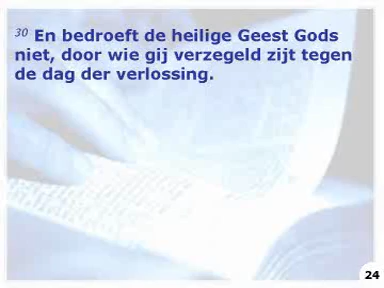 30 En bedroeft de heilige Geest Gods
niet, door wie gij verzegeld zijt tegen
de dag der verlossing.
24